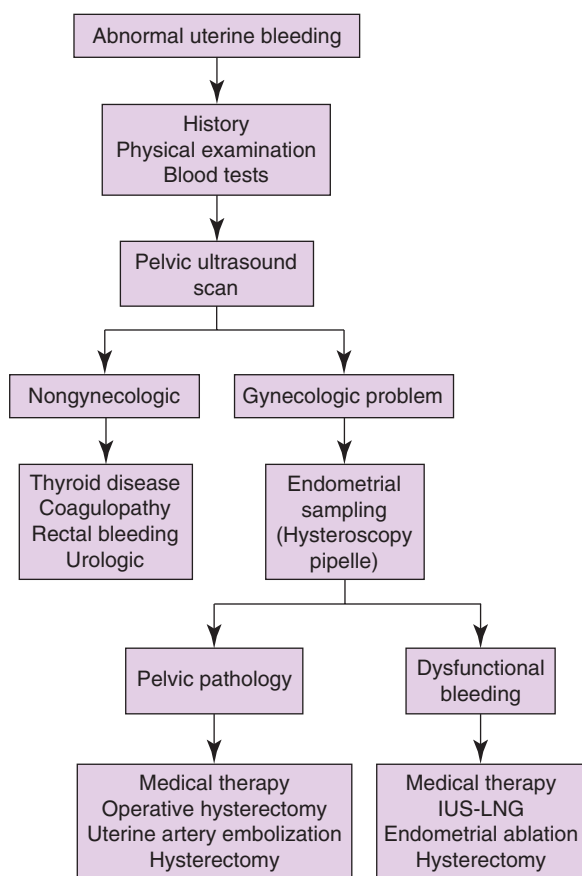 Abnormal uterine bleeding
History
Physical examination
Blood tests
Pelvic ultrasound
scan
Nongynecologic
Gynecologic problem
Thyroid disease
Coagulopathy
Rectal bleeding
Urologic
Endometrial
sampling
(Hysteroscopy
pipelle)
Pelvic pathology
Dysfunctional
bleeding
Medical therapy
Operative hysterectomy
Uterine artery embolization
Hysterectomy
Medical therapy
IUS-LNG
Endometrial ablation
Hysterectomy